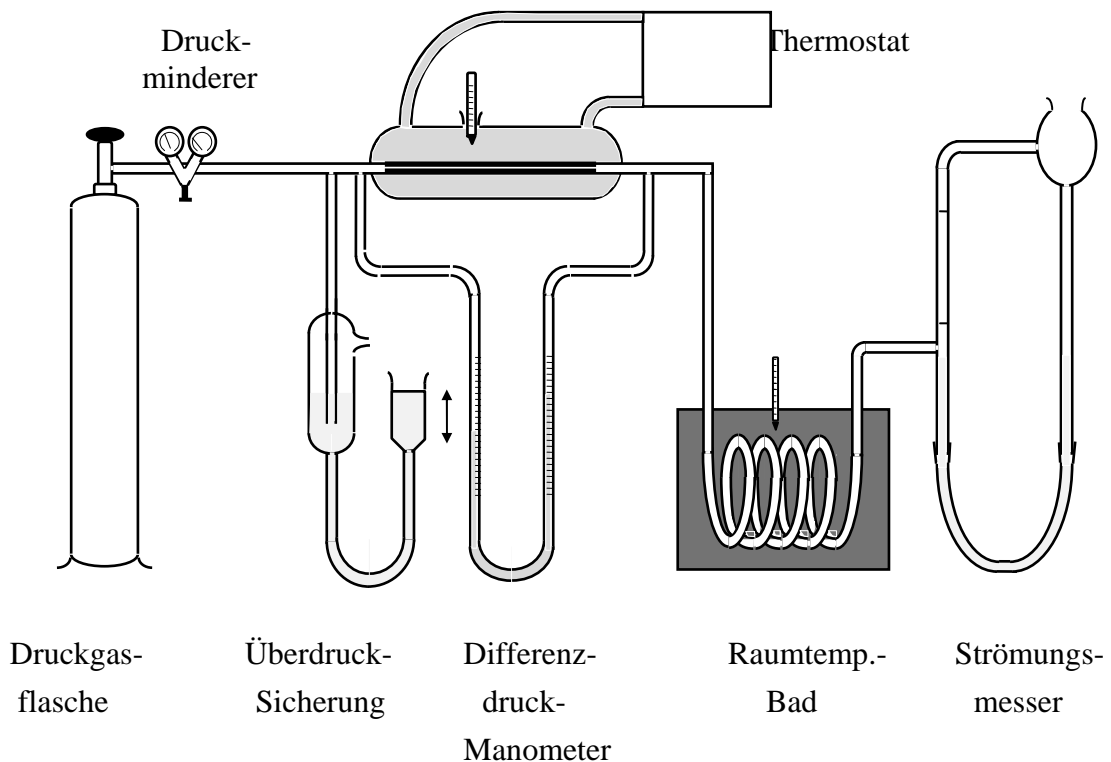 Druck-
minderer
Thermostat
Druckgas-
flasche
Überdruck-
Sicherung
Differenz-
druck-
Manometer
Raumtemp.-
Bad
Strömungs-
messer